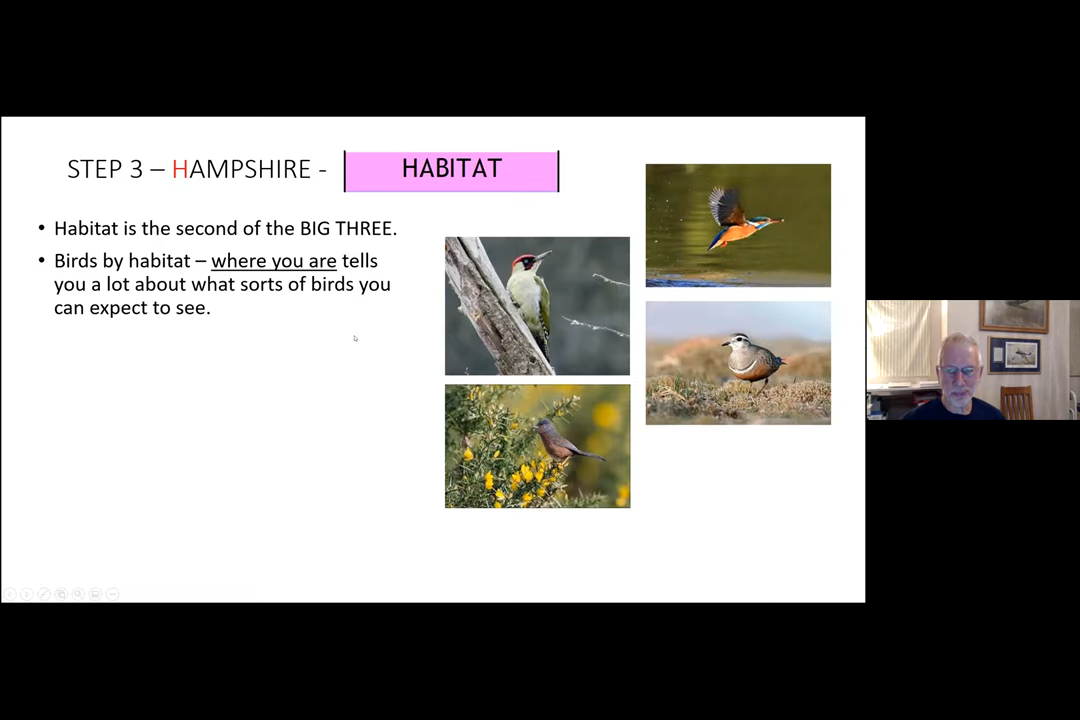 STEP 3 – HAMPSHIRE - HABITAT
• Habitat is the second of the BIG THREE.
• Birds by habitat – where you are tells
you a lot about what sorts of birds you
can expect to see.